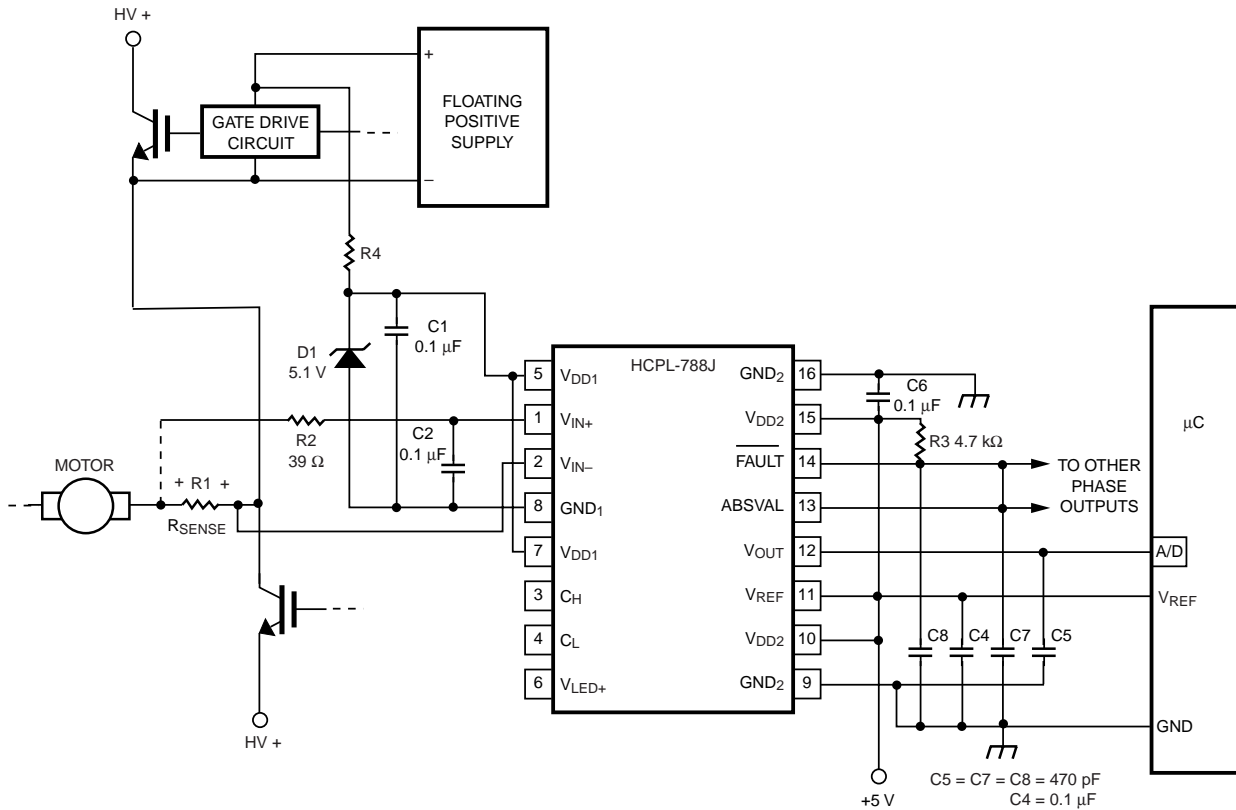 HV +
+
GATE DRIVE
CIRCUIT
−
FLOATING
POSITIVE
SUPPLY
R4
C1
0.1 µF
D1
5.1 V
R2
39 Ω
C2
0.1 µF
MOTOR
+ R1 +
RSENSE
HV +
HCPL-788J
5 VDD1
1 VIN+
2 VIN–
8 GND1
7 VDD1
3 CH
4 CL
6 VLED+
GND2 16
VDD2 15
FAULT 14
ABSVAL 13
VOUT 12
VREF 11
VDD2 10
GND2 9
C6
0.1 µF
R3 4.7 kΩ
TO OTHER
PHASE
OUTPUTS
C8
C4
C7
C5
µC
A/D
VREF
GND
C5 = C7 = C8 = 470 pF
C4 = 0.1 µF
+5 V